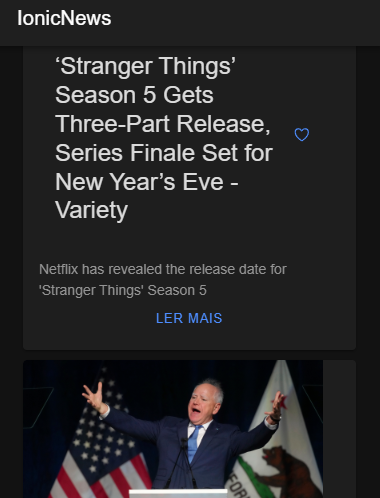 IonicNews
‘Stranger Things’
Season 5 Gets
Three-Part Release,
Series Finale Set for
New Year’s Eve -
Variety
Netflix has revealed the release date for
'Stranger Things' Season 5
LER MAIS
FOR